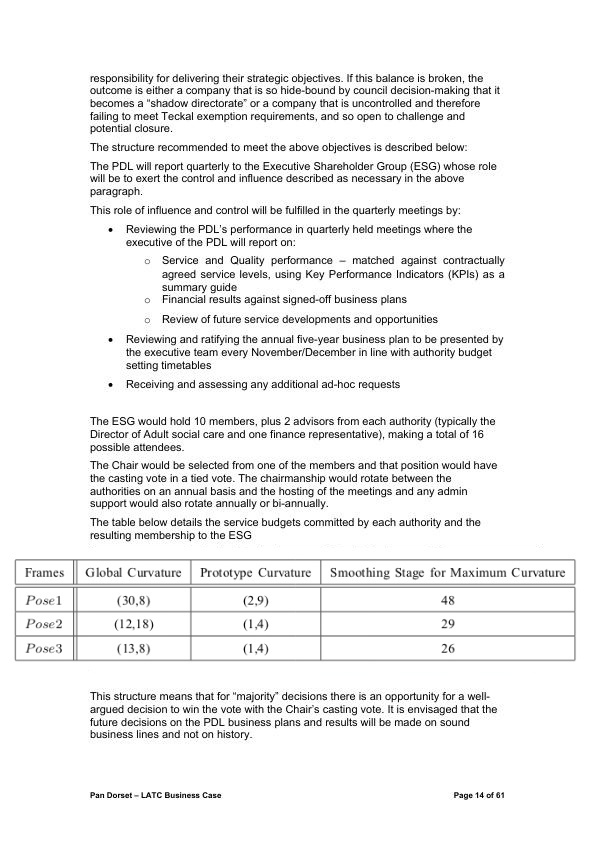 responsibility for delivering their strategic objectives. If this balance is broken, the
outcome is either a company that is so hide-bound by council decision-making that it
becomes a “shadow directorate” or a company that is uncontrolled and therefore
failing to meet Teckal exemption requirements, and so open to challenge and
potential closure.
The structure recommended to meet the above objectives is described below:
The PDL will report quarterly to the Executive Shareholder Group (ESG) whose role
will be to exert the control and influence described as necessary in the above
paragraph.
This role of influence and control will be fulfilled in the quarterly meetings by:
• Reviewing the PDL’s performance in quarterly held meetings where the
executive of the PDL will report on:
o Service and Quality performance – matched against contractually
agreed service levels, using Key Performance Indicators (KPIs) as a
summary guide
o Financial results against signed-off business plans
o Review of future service developments and opportunities
• Reviewing and ratifying the annual five-year business plan to be presented by
the executive team every November/December in line with authority budget
setting timetables
• Receiving and assessing any additional ad-hoc requests
The ESG would hold 10 members, plus 2 advisors from each authority (typically the
Director of Adult social care and one finance representative), making a total of 16
possible attendees.
The Chair would be selected from one of the members and that position would have
the casting vote in a tied vote. The chairmanship would rotate between the
authorities on an annual basis and the hosting of the meetings and any admin
support would also rotate annually or bi-annually.
The table below details the service budgets committed by each authority and the
resulting membership to the ESG
Frames Global Curvature Prototype Curvature Smoothing Stage for Maximum Curvature
Pose1 (30,8) (2,9) 48
Pose2 (12,18) (1,4) 29
Pose3 (13,8) (1,4) 26
This structure means that for “majority” decisions there is an opportunity for a well-
argued decision to win the vote with the Chair’s casting vote. It is envisaged that the
future decisions on the PDL business plans and results will be made on sound
business lines and not on history.
Pan Dorset – LATC Business Case Page 14 of 61